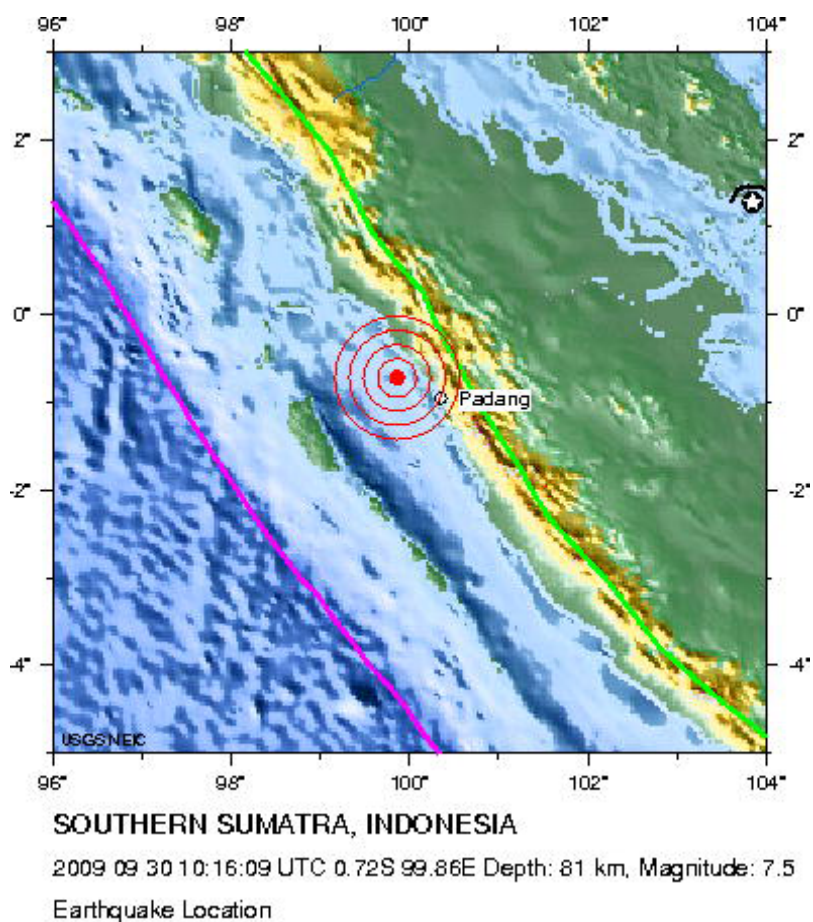 96° 98° 100° 102° 104°
2° 2°
0° 0°
Padang
-2° -2°
-4° -4°
USGS NEIC
96° 98° 100° 102° 104°
SOUTHERN SUMATRA, INDONESIA
2009 09 30 10:16:09 UTC 0.72S 99.86E Depth: 81 km, Magnitude: 7.5
Earthquake Location